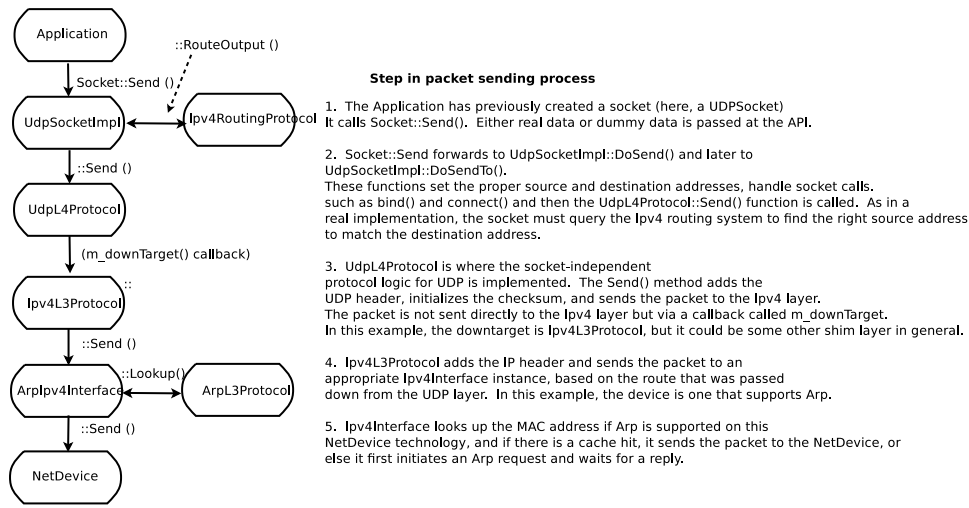 Application
::RouteOutput ()
Socket::Send ()
UdpSocketImpl
Ipv4RoutingProtocol
::Send ()
UdpL4Protocol
(m_downTarget() callback)
::
Ipv4L3Protocol
::Send ()
ArpIpv4Interface
::Lookup()
ArpL3Protocol
::Send ()
NetDevice
Step in packet sending process
1. The Application has previously created a socket (here, a UDPSocket)
It calls Socket::Send(). Either real data or dummy data is passed at the API.
2. Socket::Send forwards to UdpSocketImpl::DoSend() and later to
UdpSocketImpl::DoSendTo().
These functions set the proper source and destination addresses, handle socket calls.
such as bind() and connect() and then the UdpL4Protocol::Send() function is called. As in a
real implementation, the socket must query the Ipv4 routing system to find the right source address
to match the destination address.
3. UdpL4Protocol is where the socket-independent
protocol logic for UDP is implemented. The Send() method adds the
UDP header, initializes the checksum, and sends the packet to the Ipv4 layer.
The packet is not sent directly to the Ipv4 layer but via a callback called m_downTarget.
In this example, the downtarget is Ipv4L3Protocol, but it could be some other shim layer in general.
4. Ipv4L3Protocol adds the IP header and sends the packet to an
appropriate Ipv4Interface instance, based on the route that was passed
down from the UDP layer. In this example, the device is one that supports Arp.
5. Ipv4Interface looks up the MAC address if Arp is supported on this
NetDevice technology, and if there is a cache hit, it sends the packet to the NetDevice, or
else it first initiates an Arp request and waits for a reply.